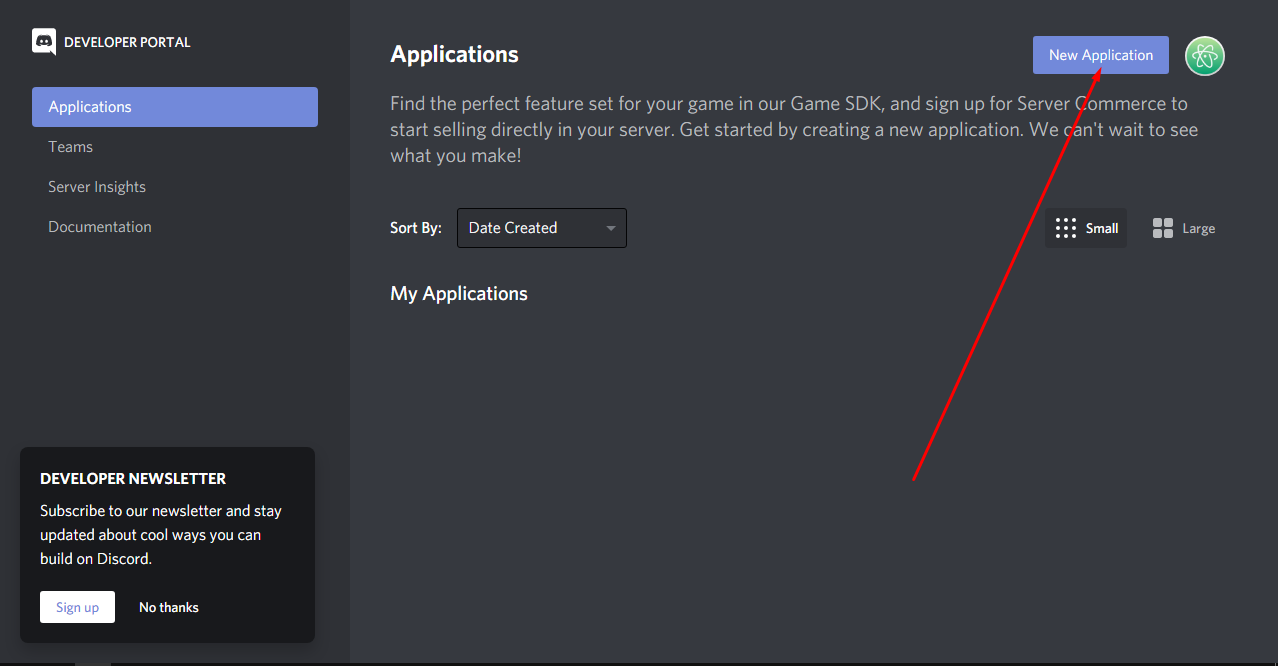 DEVELOPER PORTAL
Applications
Teams
Server Insights
Documentation
DEVELOPER NEWSLETTER
Subscribe to our newsletter and stay
updated about cool ways you can
build on Discord.
Sign up No thanks
Applications
New Application
Find the perfect feature set for your game in our Game SDK, and sign up for Server Commerce to
start selling directly in your server. Get started by creating a new application. We can't wait to see
what you make!
Sort By: Date Created Small Large
My Applications